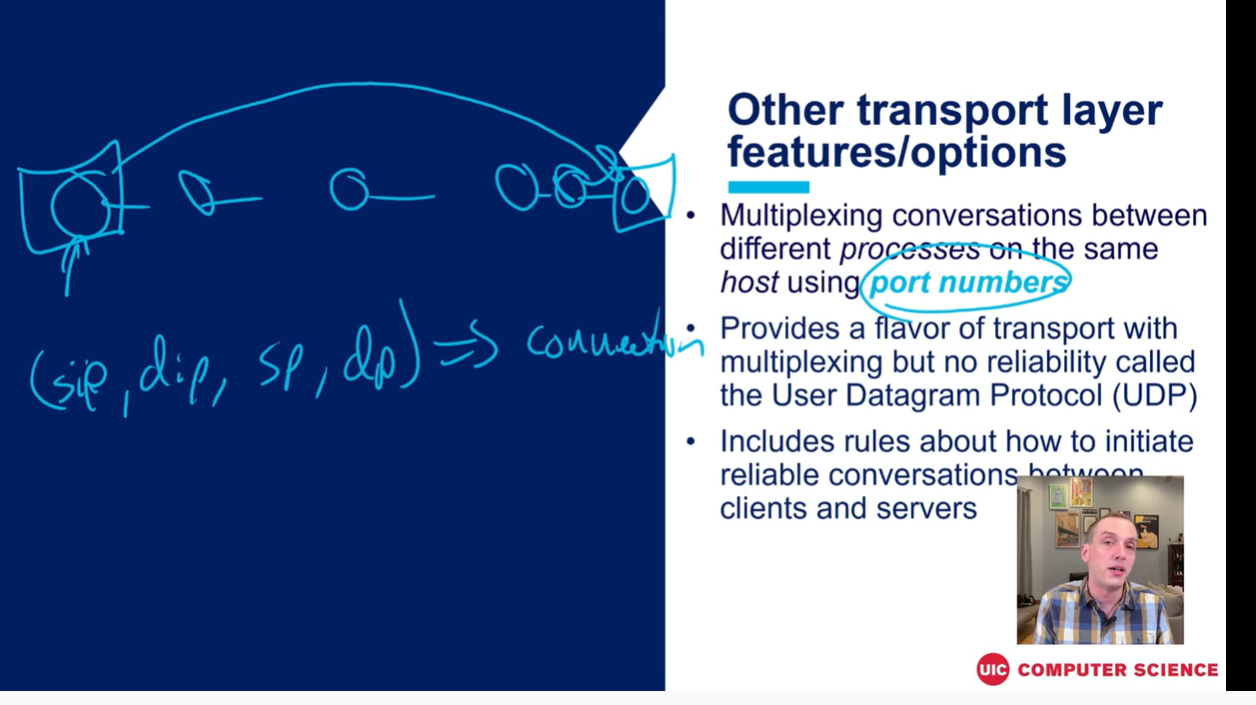 Other transport layer
features/options
• Multiplexing conversations between
different processes on the same
host using port numbers
• Provides a flavor of transport with
multiplexing but no reliability called
the User Datagram Protocol (UDP)
• Includes rules about how to initiate
reliable conversations between
clients and servers
(sip, dip, sp, dp) => connection
UIC COMPUTER SCIENCE